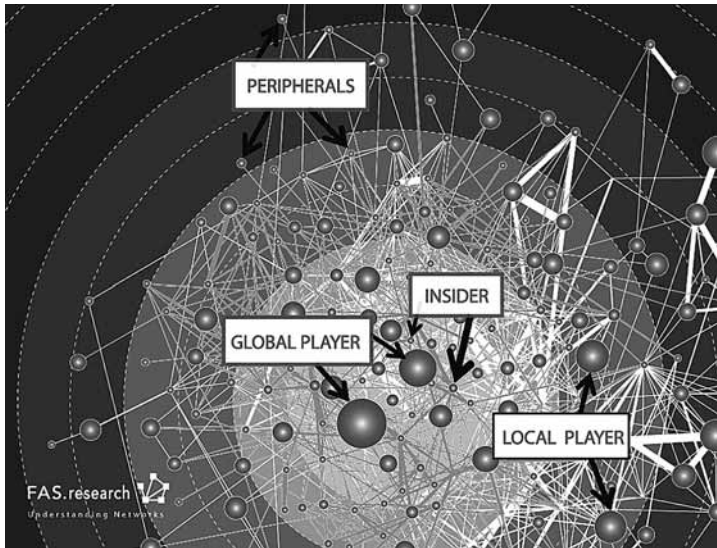 PERIPHERALS
INSIDER
GLOBAL PLAYER
LOCAL PLAYER
FAS.research
Understanding Networks